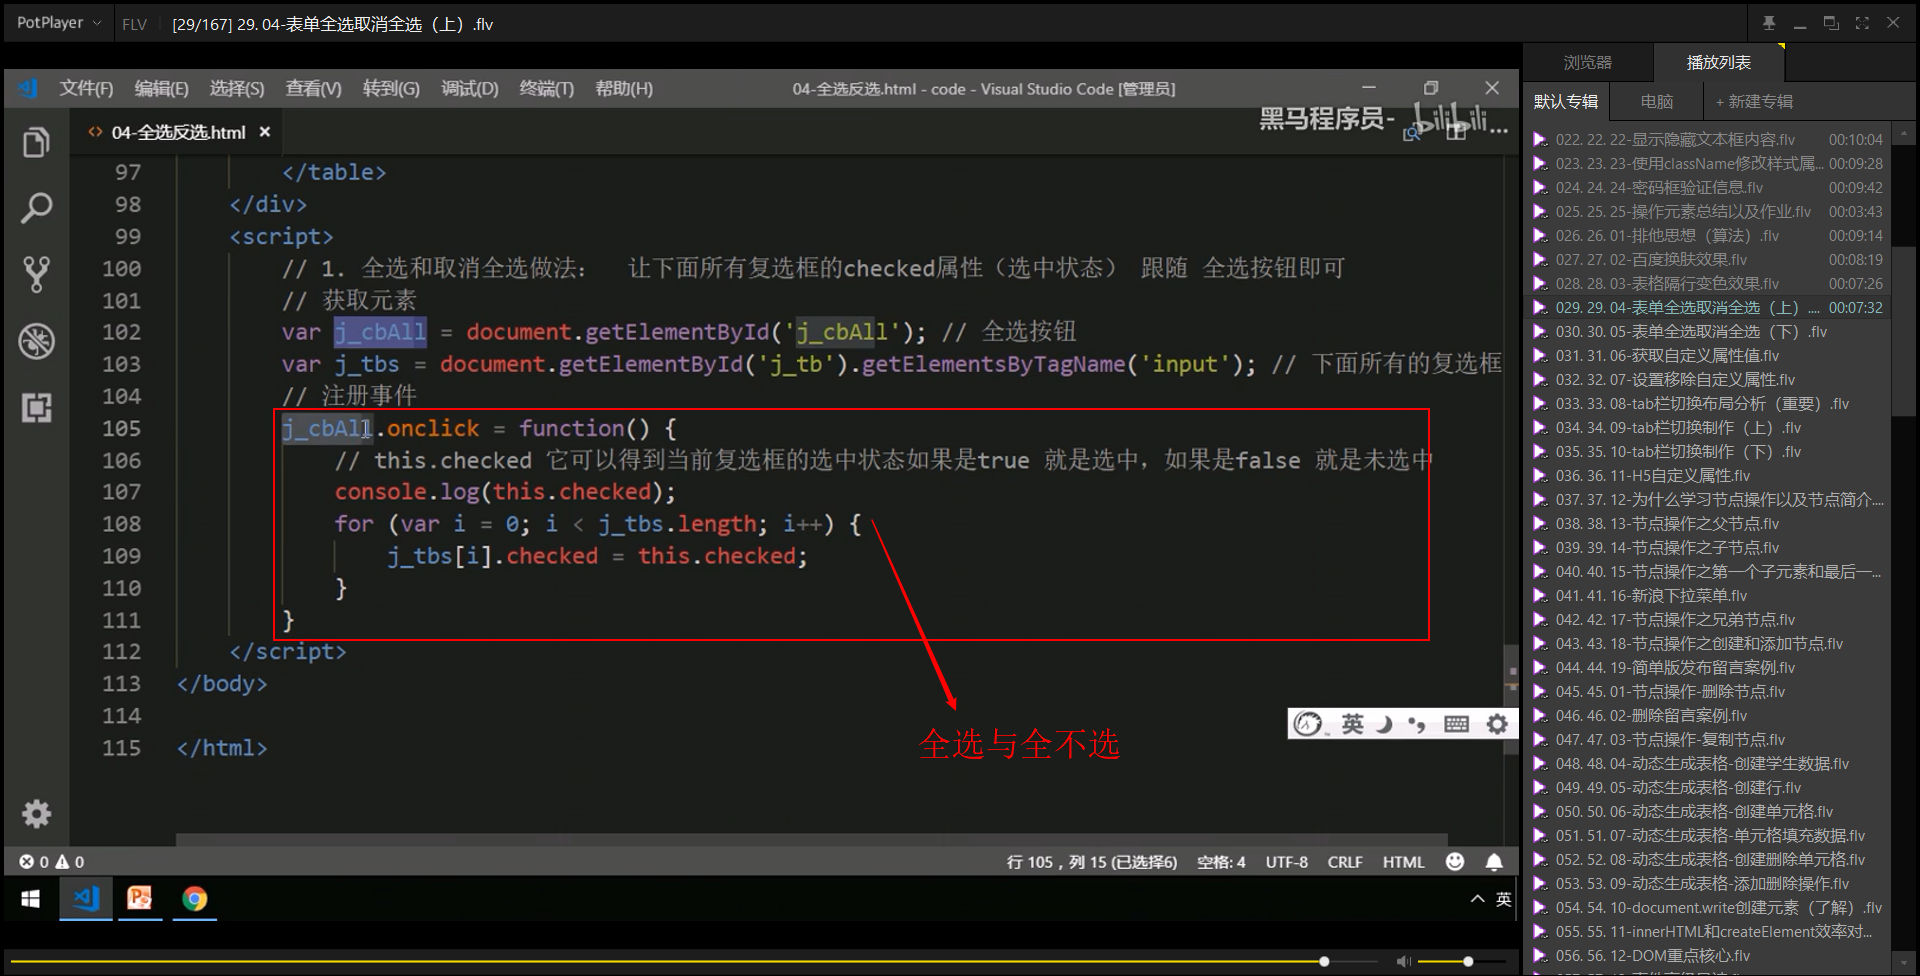 PotPlayer
FLV
[29/167] 29. 04-表单全选取消全选（上）.flv
文件(F) 编辑(E) 选择(S) 查看(V) 转到(G) 调试(D) 终端(T) 帮助(H)
04-全选反选.html - code - Visual Studio Code [管理员]
04-全选反选.html
黑马程序员-
bilibili
97 </table>
98 </div>
99 <script>
100 // 1. 全选和取消全选做法： 让下面所有复选框的checked属性（选中状态） 跟随 全选按钮即可
101 // 获取元素
102 var j_cbAll = document.getElementById('j_cbAll'); // 全选按钮
103 var j_tbs = document.getElementById('j_tb').getElementsByTagName('input'); // 下面所有的复选框
104 // 注册事件
105 j_cbAll.onclick = function() {
106 // this.checked 它可以得到当前复选框的选中状态如果是true 就是选中，如果是false 就是未选中
107 console.log(this.checked);
108 for (var i = 0; i < j_tbs.length; i++) {
109 j_tbs[i].checked = this.checked;
110 }
111 }
112 </script>
113 </body>
114
115 </html>
全选与全不选
英
0 0
行 105，列 15 (已选择6) 空格: 4 UTF-8 CRLF HTML
英
浏览器 播放列表
默认专辑 电脑 + 新建专辑
022. 22. 22-显示隐藏文本框内容.flv 00:10:04
023. 23. 23-使用className修改样式属... 00:09:28
024. 24. 24-密码框验证信息.flv 00:09:42
025. 25. 25-操作元素总结以及作业.flv 00:03:43
026. 26. 01-排他思想（算法）.flv 00:09:14
027. 27. 02-百度换肤效果.flv 00:08:19
028. 28. 03-表格隔行变色效果.flv 00:07:26
029. 29. 04-表单全选取消全选（上）.... 00:07:32
030. 30. 05-表单全选取消全选（下）.flv
031. 31. 06-获取自定义属性值.flv
032. 32. 07-设置移除自定义属性.flv
033. 33. 08-tab栏切换布局分析（重要）.flv
034. 34. 09-tab栏切换制作（上）.flv
035. 35. 10-tab栏切换制作（下）.flv
036. 36. 11-H5自定义属性.flv
037. 37. 12-为什么学习节点操作以及节点简介....
038. 38. 13-节点操作之父节点.flv
039. 39. 14-节点操作之子节点.flv
040. 40. 15-节点操作之第一个子元素和最后一...
041. 41. 16-新浪下拉菜单.flv
042. 42. 17-节点操作之兄弟节点.flv
043. 43. 18-节点操作之创建和添加节点.flv
044. 44. 19-简单版发布留言案例.flv
045. 45. 01-节点操作-删除节点.flv
046. 46. 02-删除留言案例.flv
047. 47. 03-节点操作-复制节点.flv
048. 48. 04-动态生成表格-创建学生数据.flv
049. 49. 05-动态生成表格-创建行.flv
050. 50. 06-动态生成表格-创建单元格.flv
051. 51. 07-动态生成表格-单元格填充数据.flv
052. 52. 08-动态生成表格-创建删除单元格.flv
053. 53. 09-动态生成表格-添加删除操作.flv
054. 54. 10-document.write创建元素（了解）.flv
055. 55. 11-innerHTML和createElement效率对...
056. 56. 12-DOM重点核心.flv